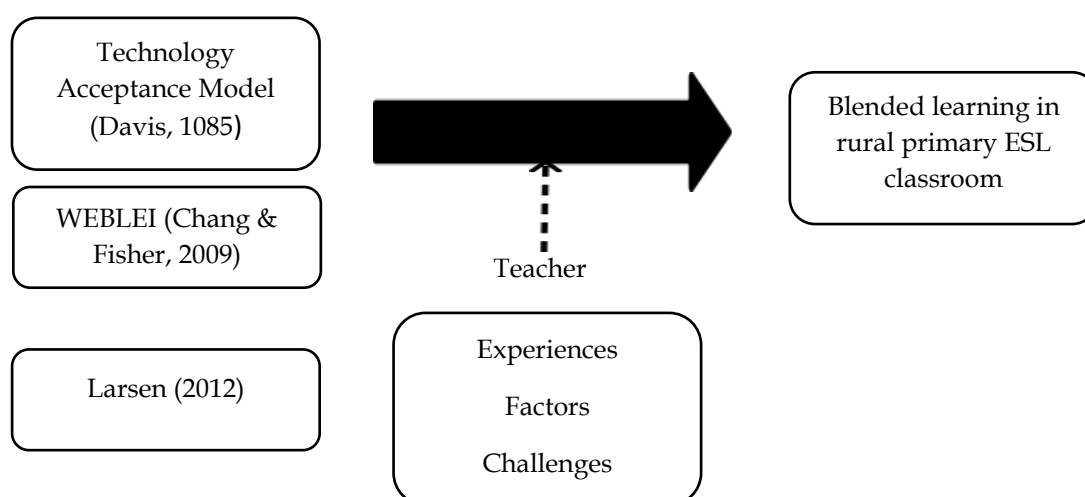 Technology
Acceptance Model
(Davis, 1085)
WEBLEI (Chang &
Fisher, 2009)
Larsen (2012)
Teacher
Experiences
Factors
Challenges
Blended learning in
rural primary ESL
classroom